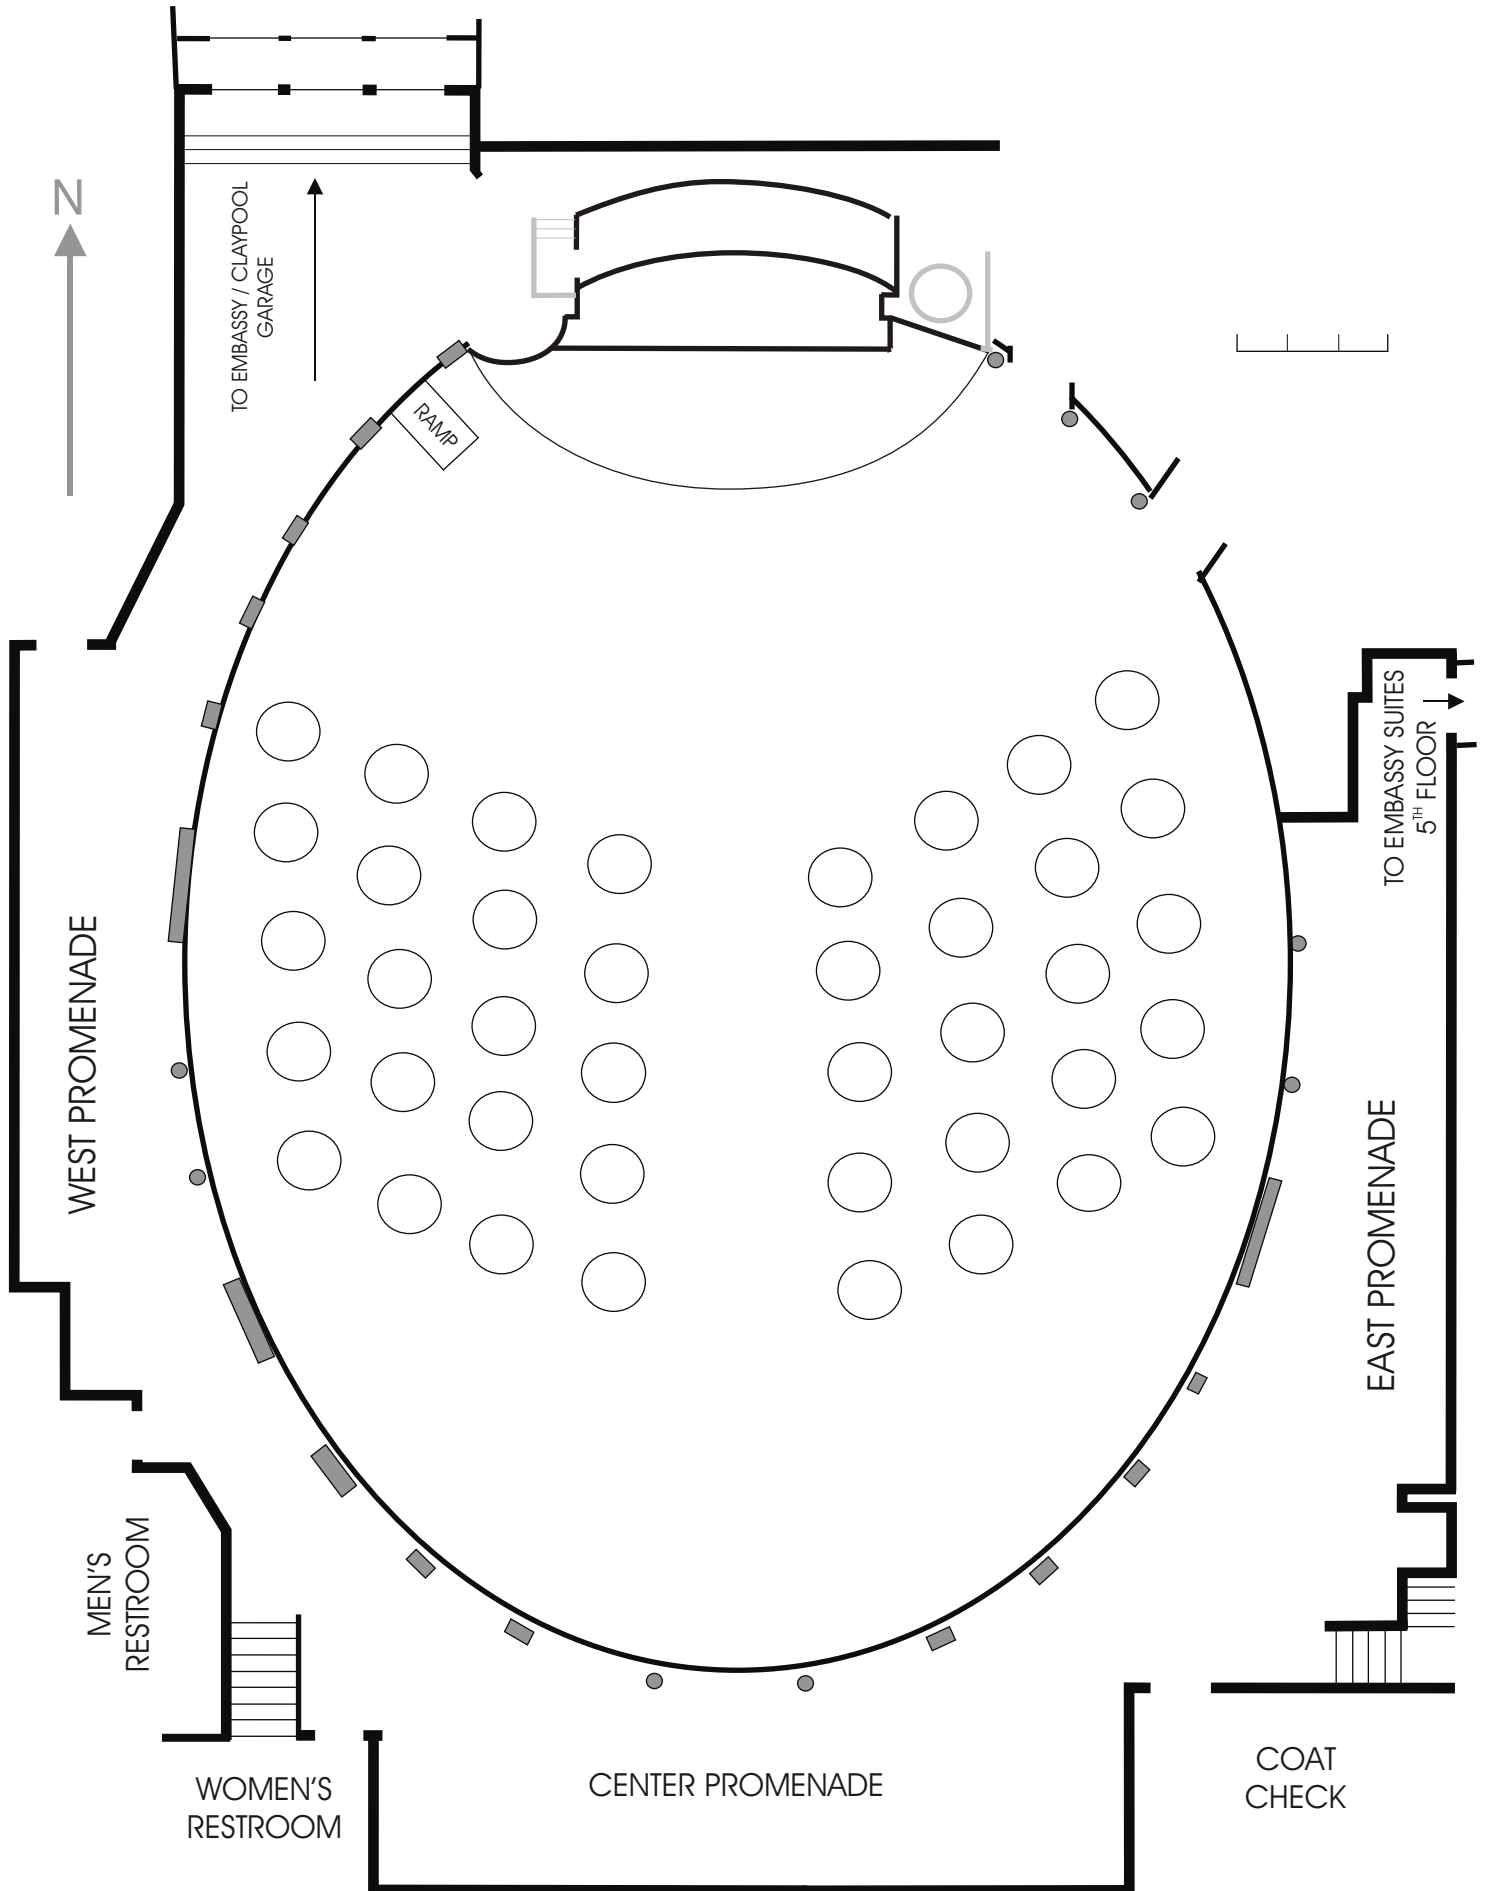 N
TO EMBASSY / CLAYPOOL
GARAGE
RAMP
TO EMBASSY SUITES
5TH FLOOR
WEST PROMENADE
EAST PROMENADE
MEN'S
RESTROOM
WOMEN'S
RESTROOM
CENTER PROMENADE
COAT
CHECK